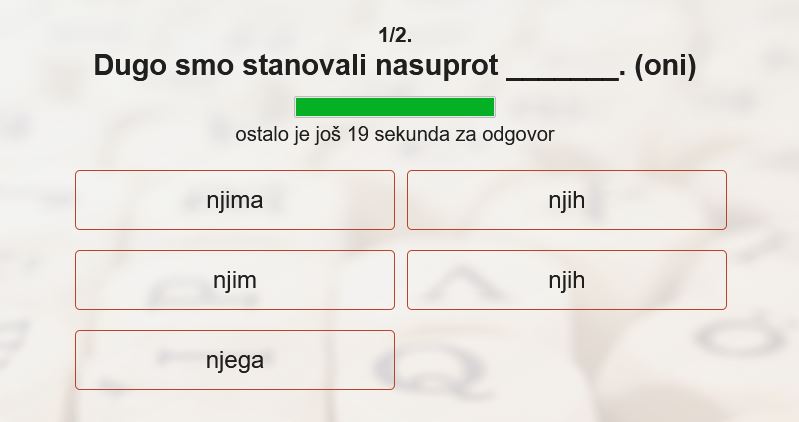 1/2.
Dugo smo stanovali nasuprot _______. (oni)
ostalo je još 19 sekunda za odgovor
njima
njih
njim
njih
njega